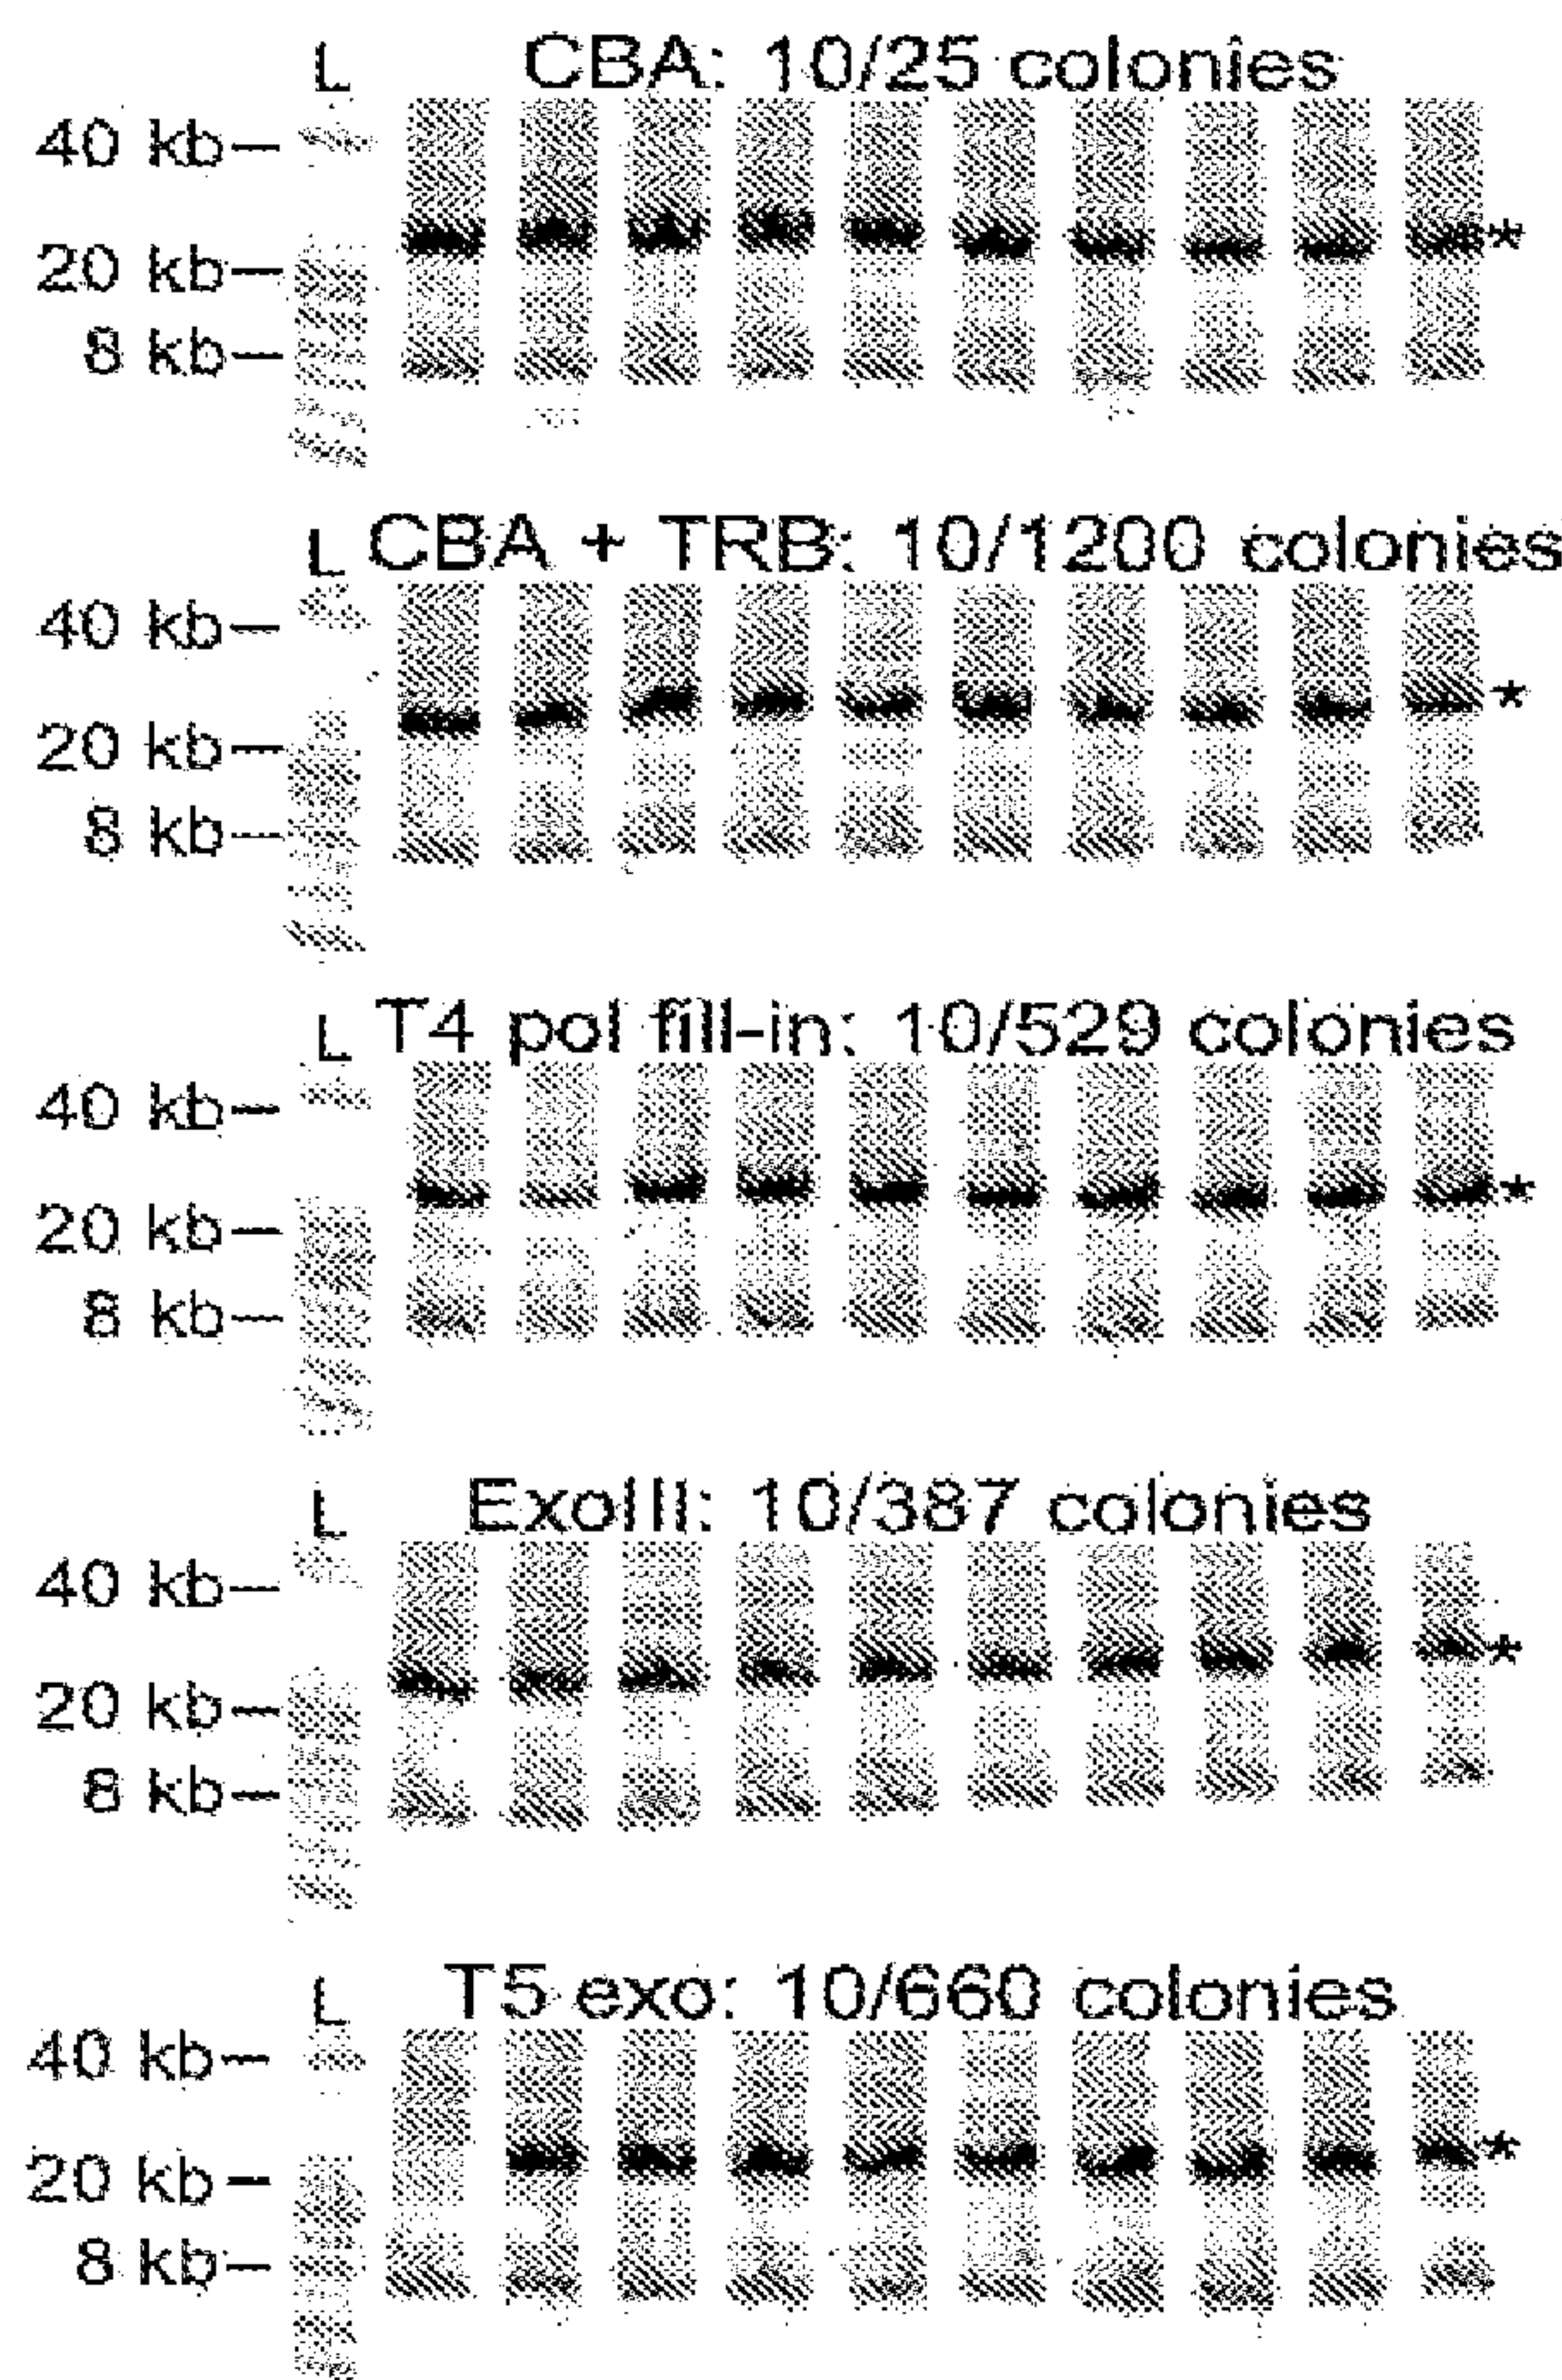 L CBA: 10/25 colonies
40 kb
20 kb *
8 kb
L CBA + TRB: 10/1200 colonies
40 kb *
20 kb
8 kb
L T4 pol fill-in: 10/529 colonies
40 kb
20 kb *
8 kb
L ExoIII: 10/387 colonies
40 kb
20 kb *
8 kb
L T5 exo: 10/660 colonies
40 kb
20 kb *
8 kb